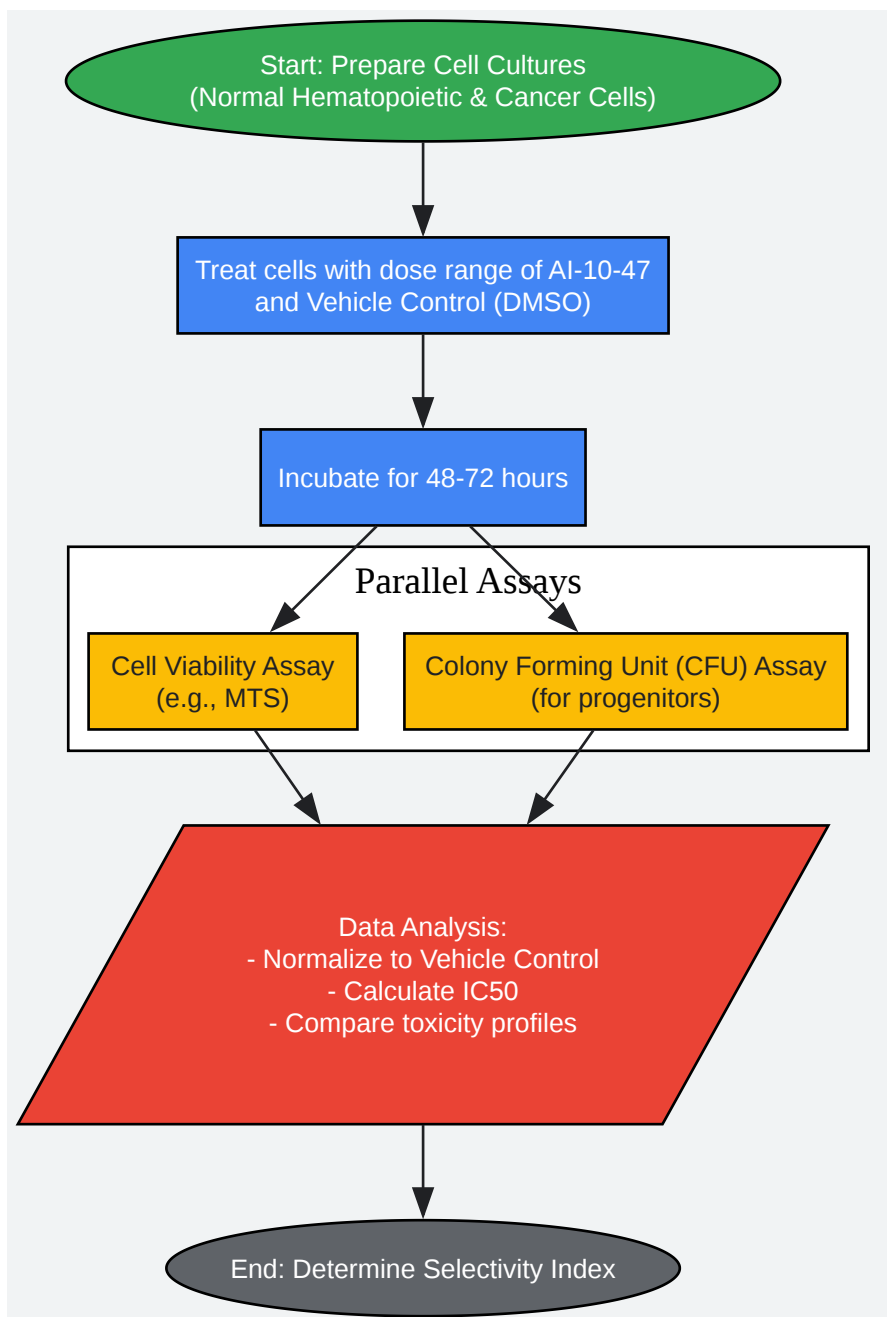 Start: Prepare Cell Cultures
(Normal Hematopoietic & Cancer Cells)
Treat cells with dose range of AI-10-47
and Vehicle Control (DMSO)
Incubate for 48-72 hours
Parallel Assays
Cell Viability Assay
(e.g., MTS)
Colony Forming Unit (CFU) Assay
(for progenitors)
Data Analysis:
- Normalize to Vehicle Control
- Calculate IC50
- Compare toxicity profiles
End: Determine Selectivity Index